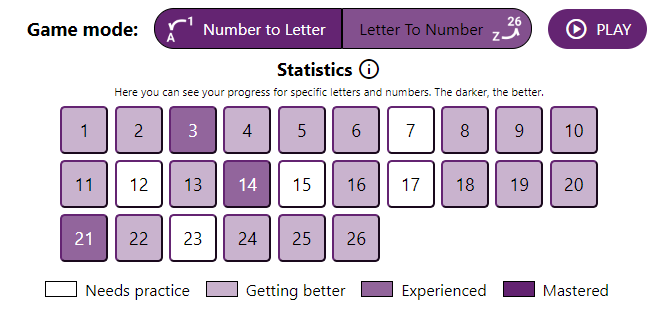 Game mode: 1 A Number to Letter Letter To Number 26 Z PLAY
Statistics i
Here you can see your progress for specific letters and numbers. The darker, the better.
1 2 3 4 5 6 7 8 9 10
11 12 13 14 15 16 17 18 19 20
21 22 23 24 25 26
Needs practice Getting better Experienced Mastered